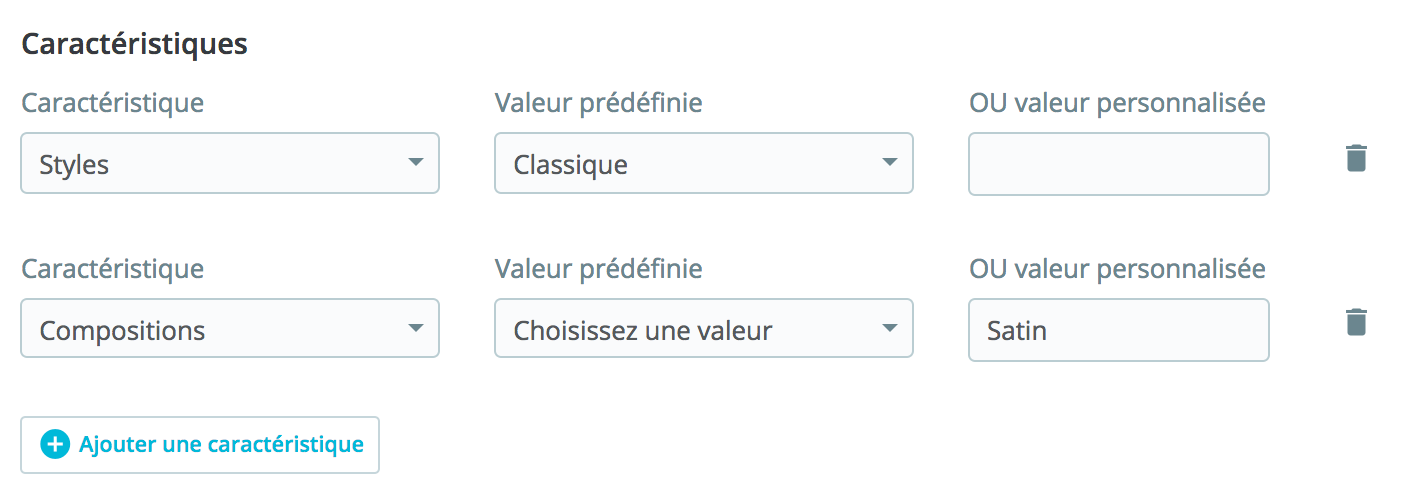 Caractéristiques
Caractéristique Valeur prédéfinie OU valeur personnalisée
Styles Classique
Caractéristique Valeur prédéfinie OU valeur personnalisée
Compositions Choisissez une valeur Satin
Ajouter une caractéristique